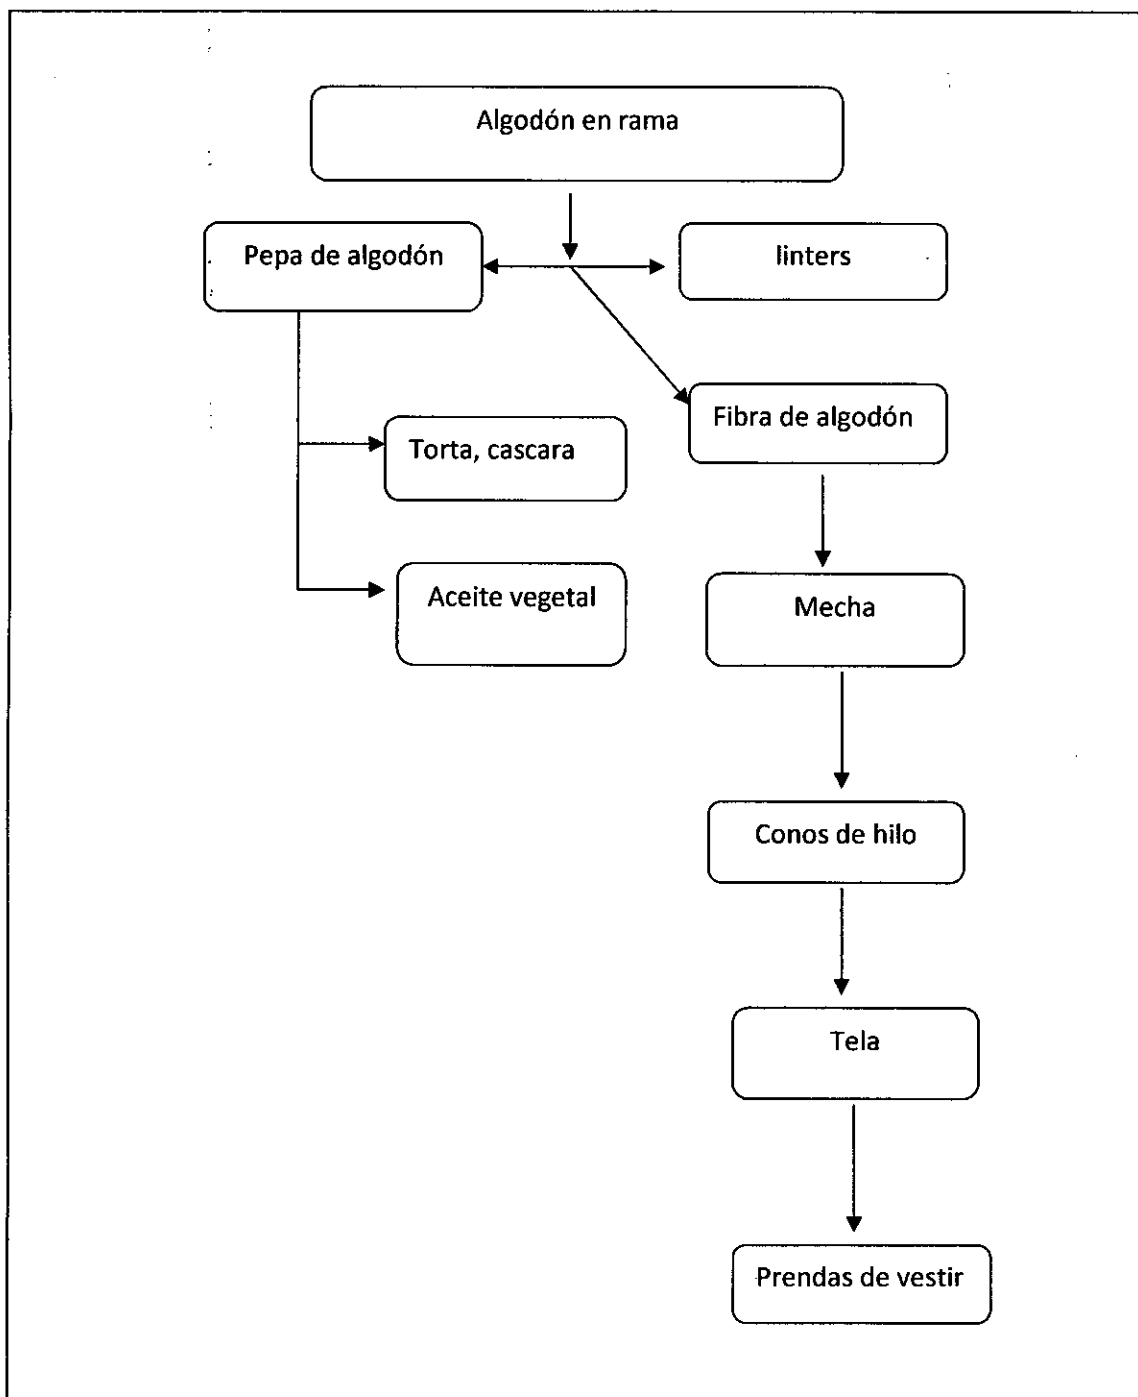 Algodón en rama
Pepa de algodón
linters
Fibra de algodón
Torta, cascara
Aceite vegetal
Mecha
Conos de hilo
Tela
Prendas de vestir